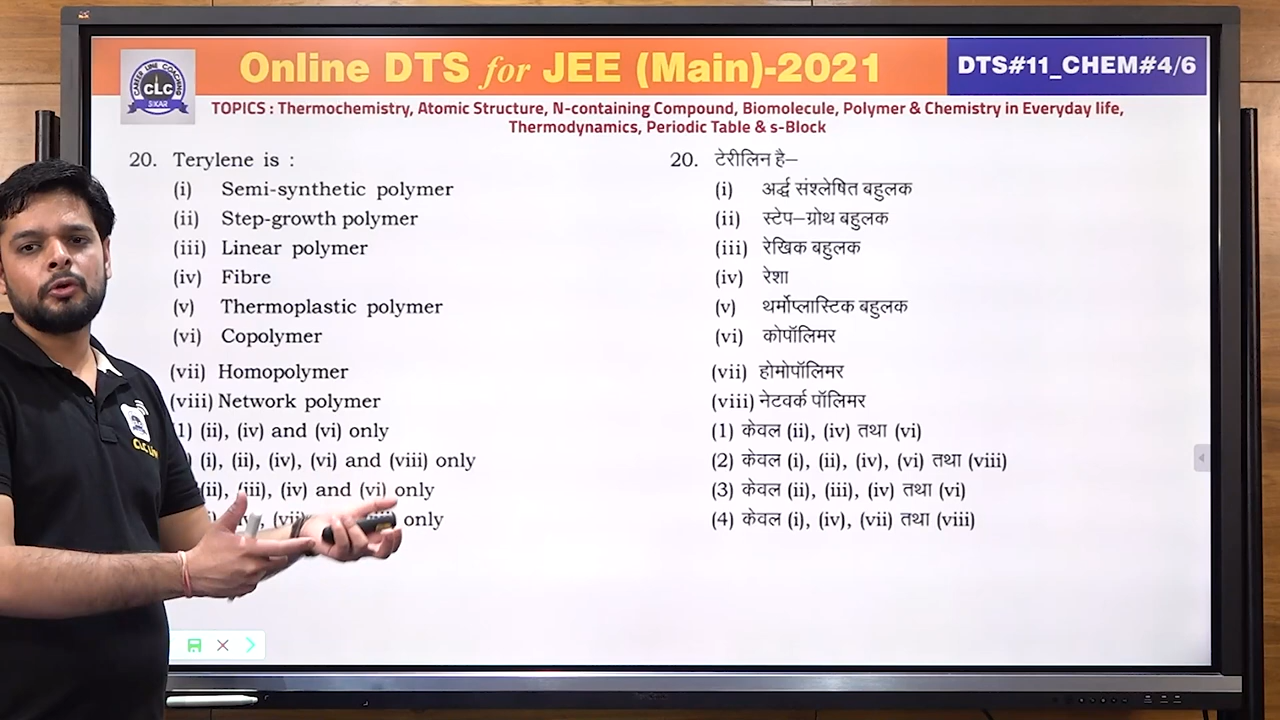 Online DTS for JEE (Main)-2021
DTS#11_CHEM#4/6
CAREER LINE COACHING
CLC
SIKAR
TOPICS : Thermochemistry, Atomic Structure, N-containing Compound, Biomolecule, Polymer & Chemistry in Everyday life,
Thermodynamics, Periodic Table & s-Block
20. Terylene is :
(i) Semi-synthetic polymer
(ii) Step-growth polymer
(iii) Linear polymer
(iv) Fibre
(v) Thermoplastic polymer
(vi) Copolymer
(vii) Homopolymer
(viii) Network polymer
1) (ii), (iv) and (vi) only
) (i), (ii), (iv), (vi) and (viii) only
(ii), (iii), (iv) and (vi) only
only
20. टेरीलिन है–
(i) अर्द्ध संश्लेषित बहुलक
(ii) स्टेप–ग्रोथ बहुलक
(iii) रेखिक बहुलक
(iv) रेशा
(v) थर्मोप्लास्टिक बहुलक
(vi) कोपॉलिमर
(vii) होमोपॉलिमर
(viii) नेटवर्क पॉलिमर
(1) केवल (ii), (iv) तथा (vi)
(2) केवल (i), (ii), (iv), (vi) तथा (viii)
(3) केवल (ii), (iii), (iv) तथा (vi)
(4) केवल (i), (iv), (vii) तथा (viii)